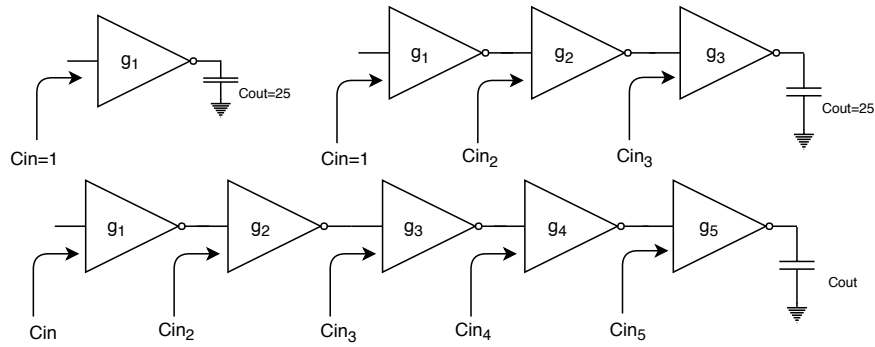 g₁
Cout=25
Cin=1
g₁ g₂ g₃
Cout=25
Cin=1 Cin₂ Cin₃
g₁ g₂ g₃ g₄ g₅
Cout
Cin Cin₂ Cin₃ Cin₄ Cin₅